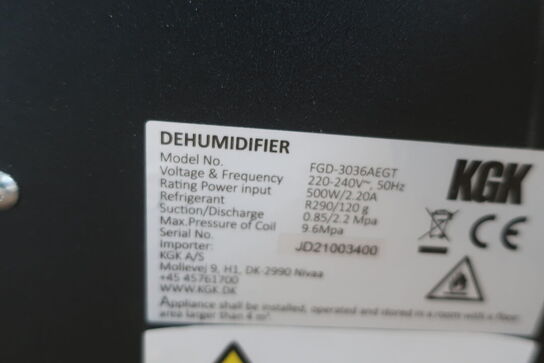 DEHUMIDIFIER
Model No. FGD-3036AEGT
Voltage & Frequency 220-240V~, 50Hz
Rating Power input 500W/2.20A
Refrigerant R290/120 g
Suction/Discharge 0.85/2.2 Mpa
Max.Pressure of Coil 9.6Mpa
Serial No. JD21003400
Importer:
KGK A/S
Mollevej 9, H1, DK-2990 Nivaa
+45 45761700
WWW.KGK.DK
Appliance shall be installed, operated and stored in a room with a floor
area larger than 4 m².
KGK
CE